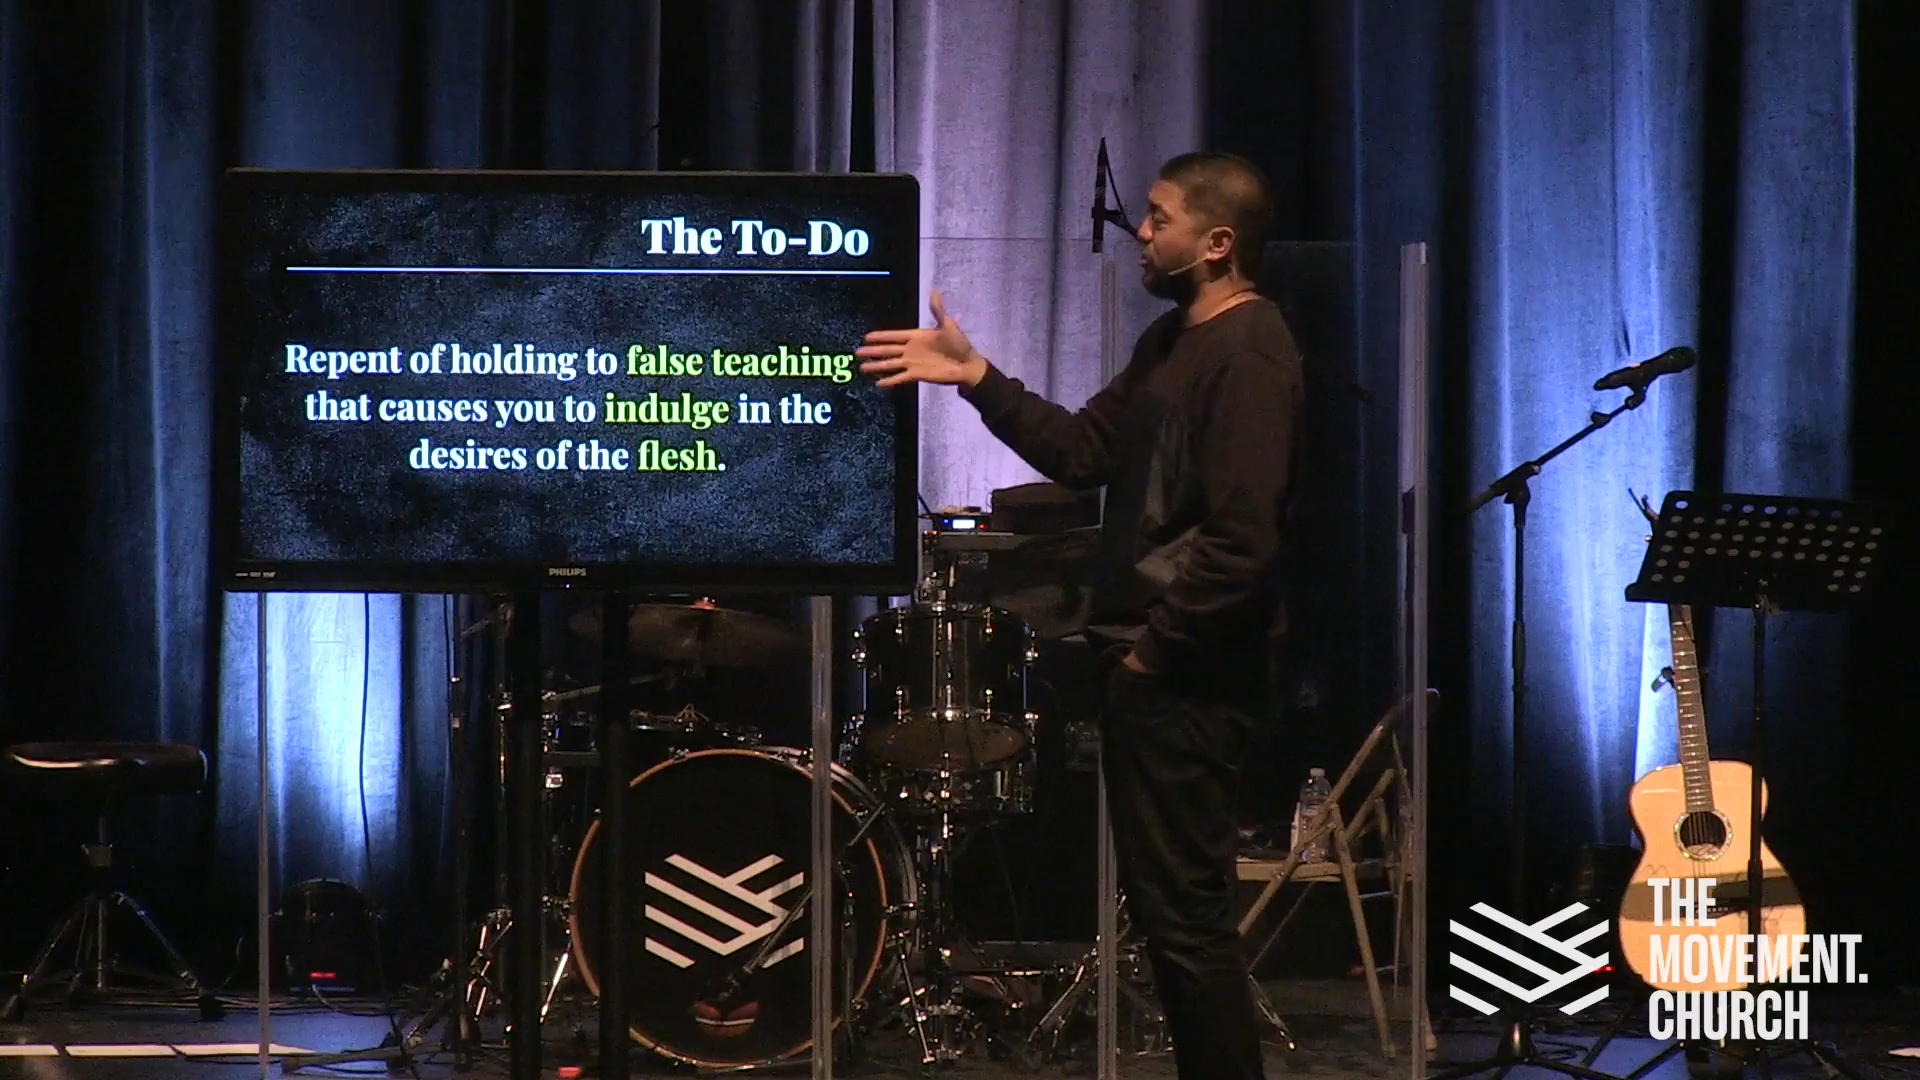 The To-Do
Repent of holding to false teaching
that causes you to indulge in the
desires of the flesh.
PHILIPS
THE
MOVEMENT.
CHURCH